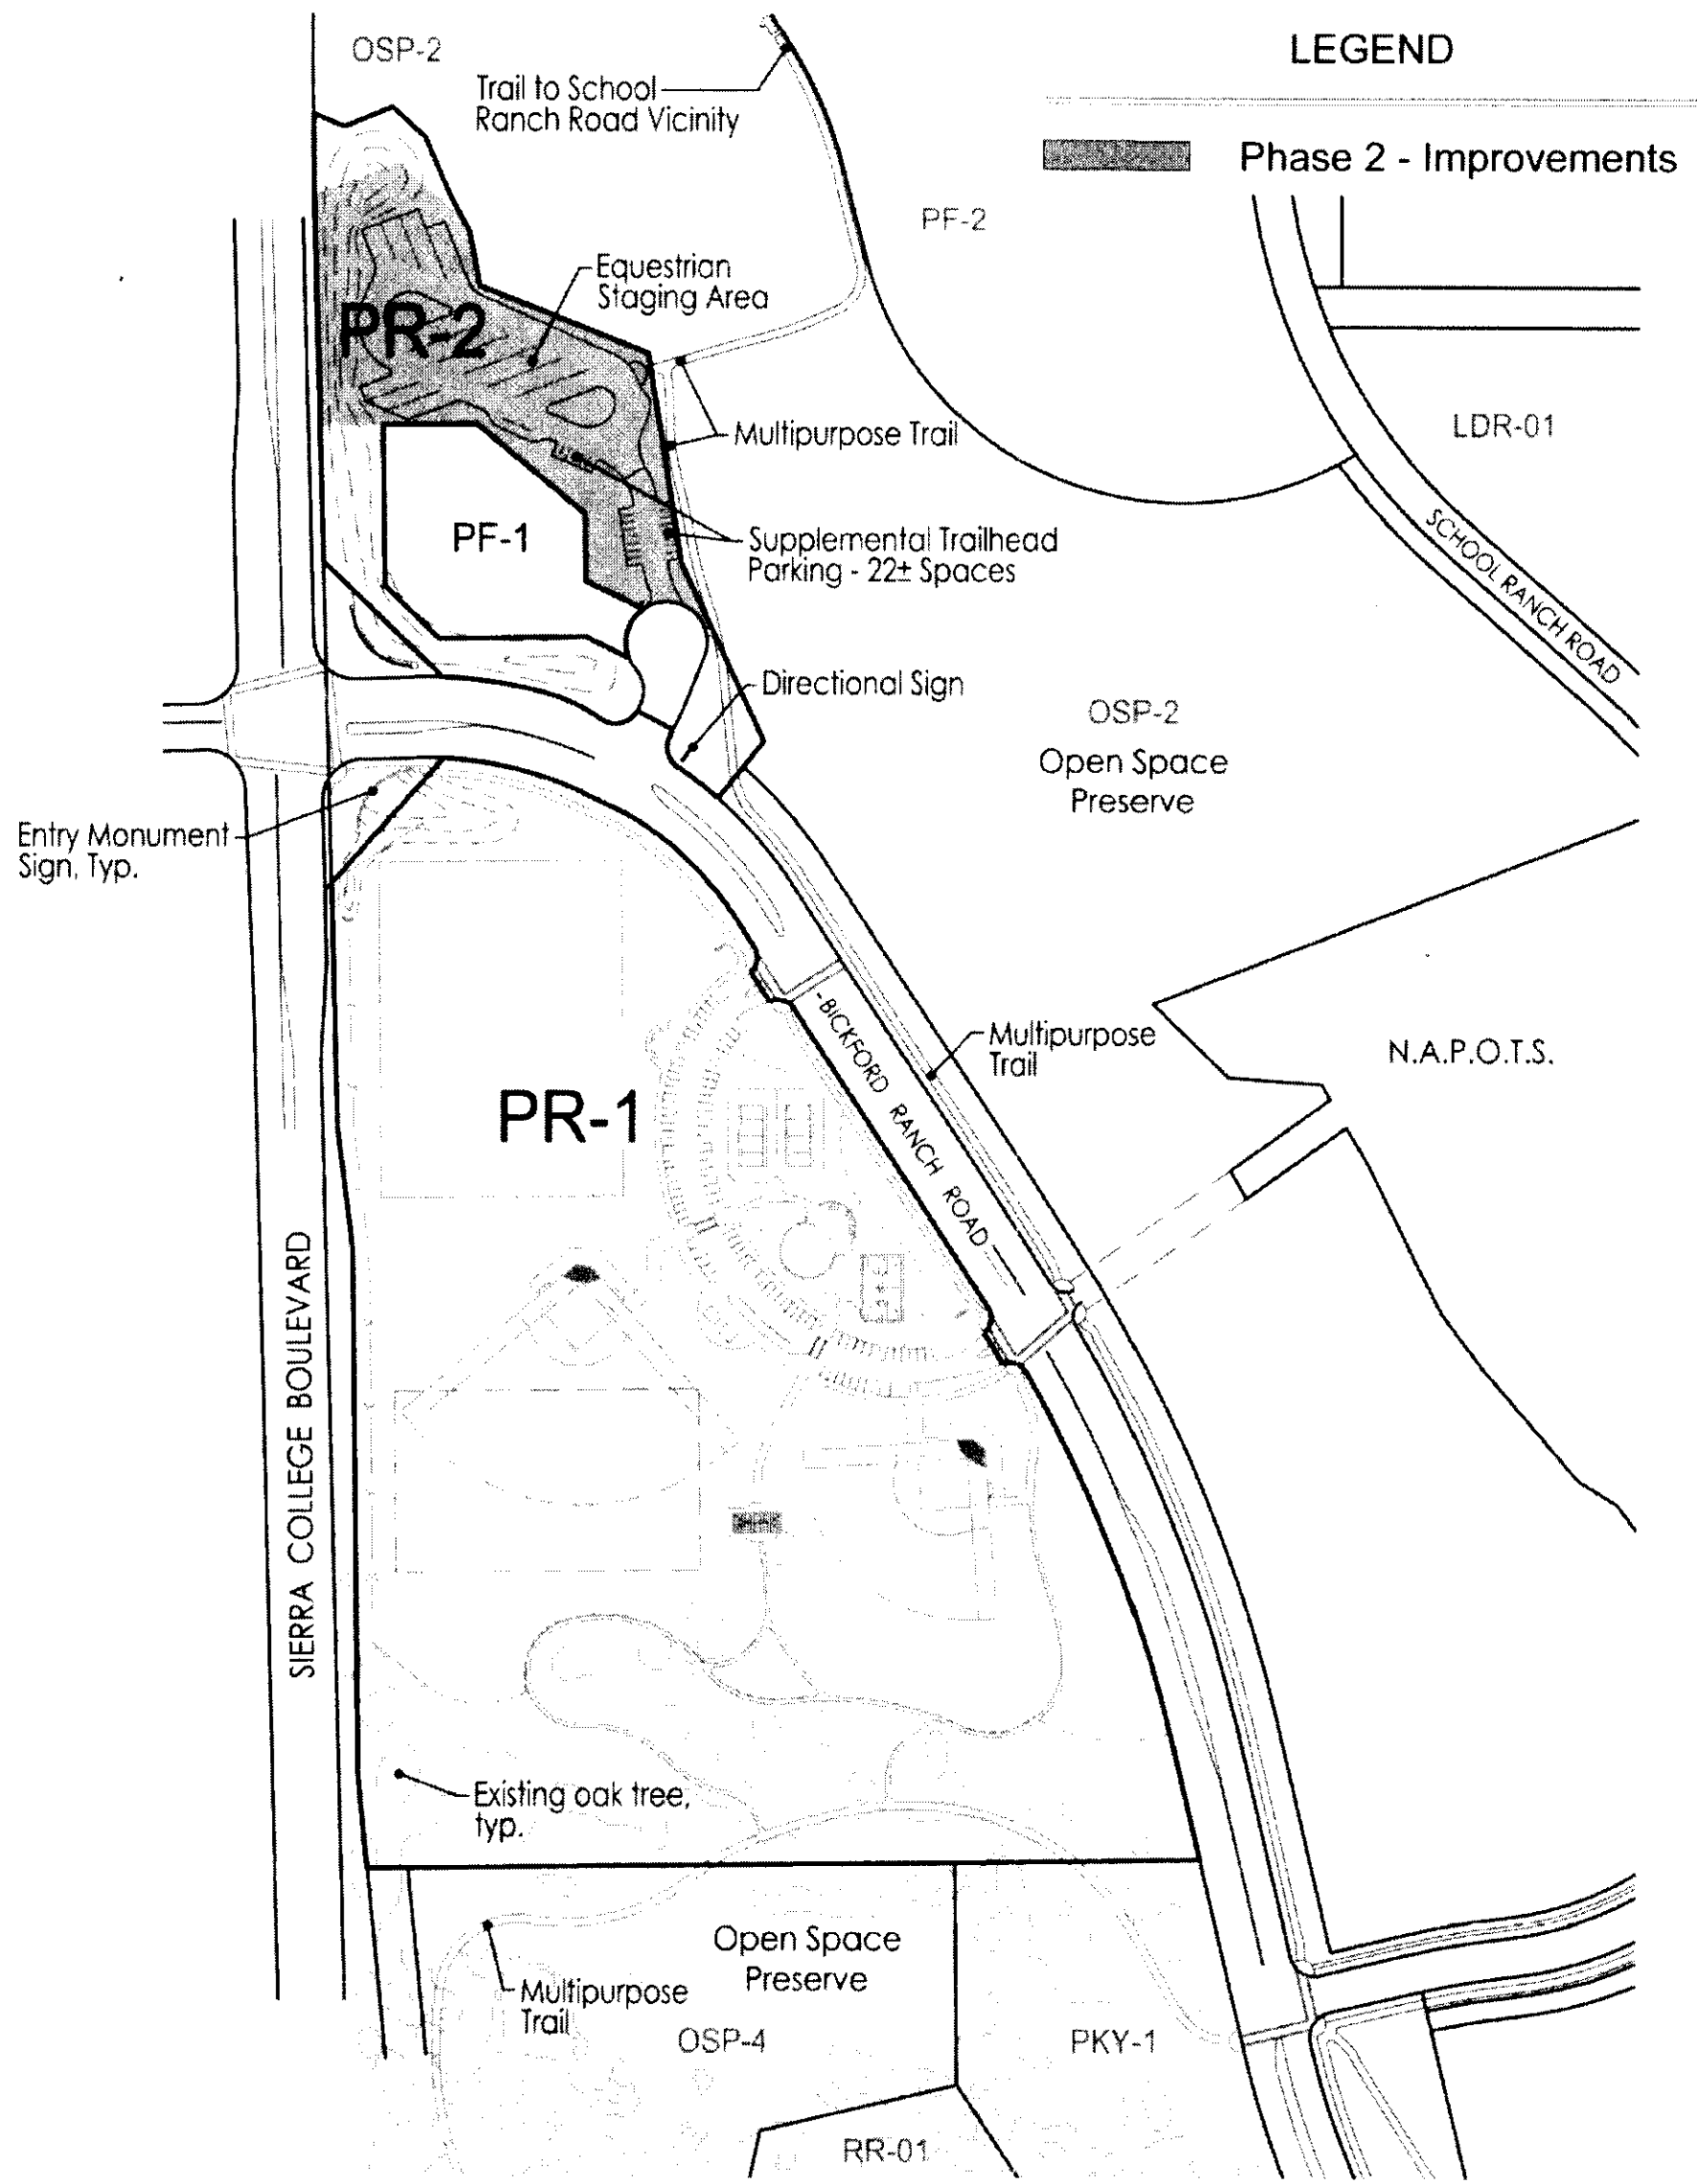 OSP-2
LEGEND
Trail to School
Ranch Road Vicinity
Phase 2 - Improvements
PF-2
Equestrian
Staging Area
PR-2
LDR-01
Multipurpose Trail
PF-1
Supplemental Trailhead
Parking - 22± Spaces
SCHOOL RANCH ROAD
Directional Sign
OSP-2
Open Space
Preserve
Entry Monument
Sign, Typ.
BICKFORD RANCH ROAD
Multipurpose
Trail
N.A.P.O.T.S.
PR-1
SIERRA COLLEGE BOULEVARD
Existing oak tree,
typ.
Open Space
Preserve
Multipurpose
Trail
OSP-4
PKY-1
RR-01